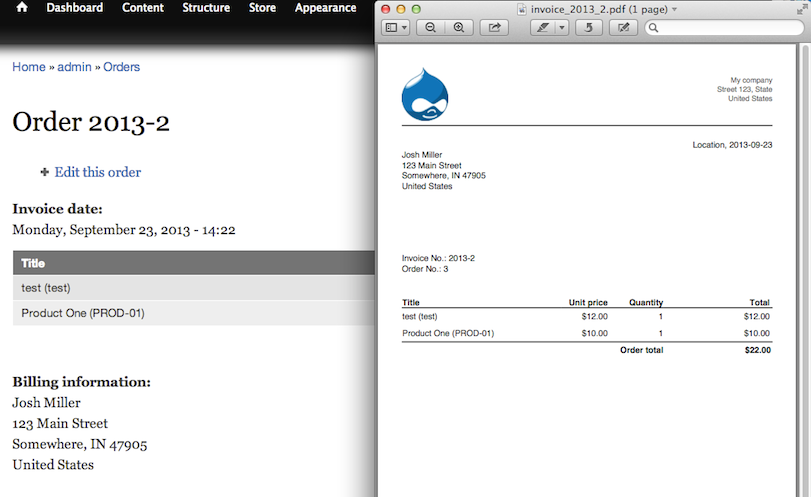 Dashboard Content Structure Store Appearance
Home » admin » Orders
Order 2013-2
Edit this order
Invoice date:
Monday, September 23, 2013 - 14:22
Title
test (test)
Product One (PROD-01)
Billing information:
Josh Miller
123 Main Street
Somewhere, IN 47905
United States
invoice_2013_2.pdf (1 page)
My company
Street 123, State
United States
Location, 2013-09-23
Josh Miller
123 Main Street
Somewhere, IN 47905
United States
Invoice No.: 2013-2
Order No.: 3
Title Unit price Quantity Total
test (test) $12.00 1 $12.00
Product One (PROD-01) $10.00 1 $10.00
Order total $22.00